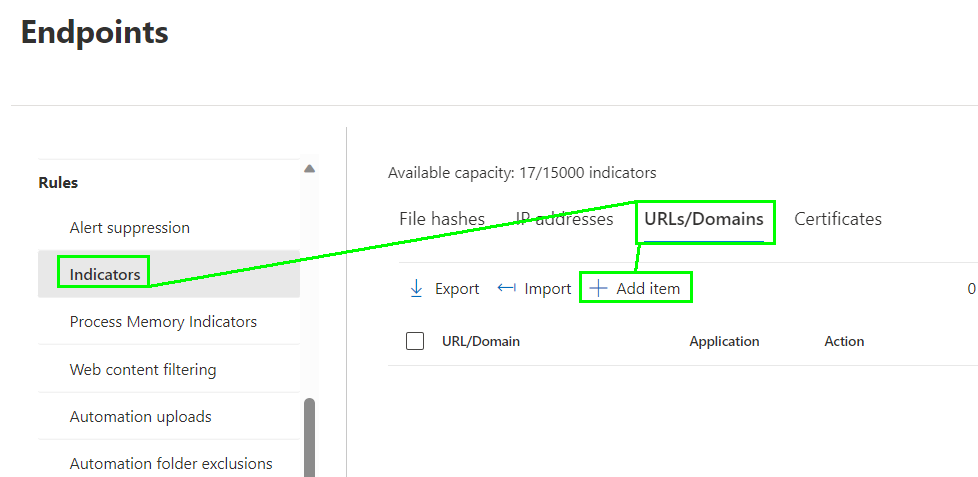 Endpoints
Rules
Alert suppression
Indicators
Process Memory Indicators
Web content filtering
Automation uploads
Automation folder exclusions
Available capacity: 17/15000 indicators
File hashes IP addresses URLs/Domains Certificates
Export Import Add item 0
URL/Domain Application Action